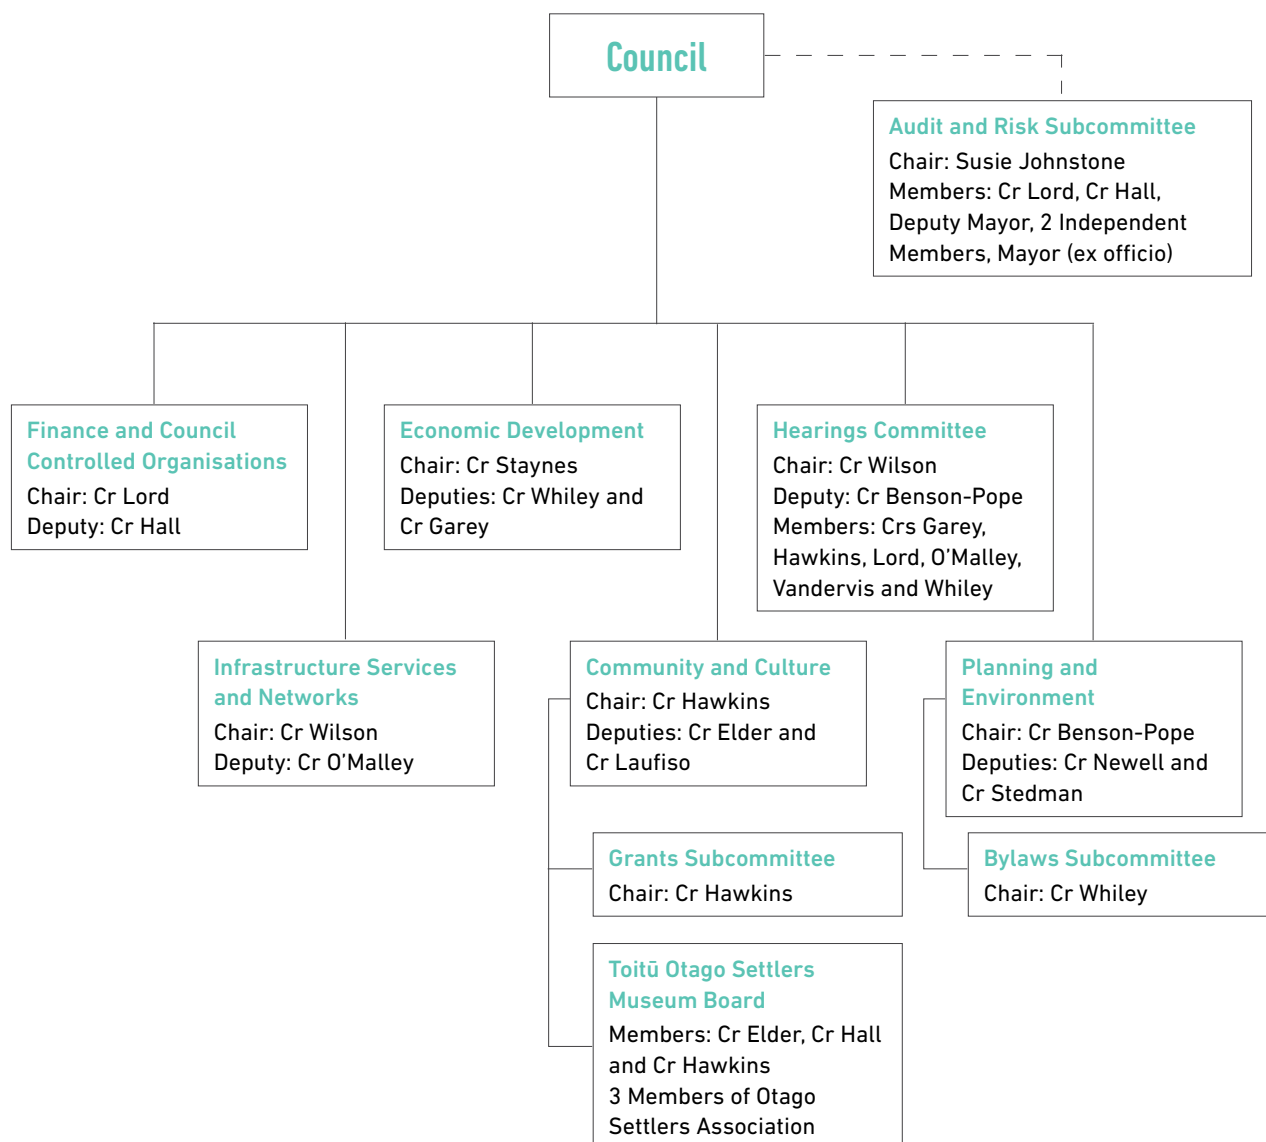 Council
Audit and Risk Subcommittee
Chair: Susie Johnstone
Members: Cr Lord, Cr Hall,
Deputy Mayor, 2 Independent
Members, Mayor (ex officio)
Finance and Council
Controlled Organisations
Chair: Cr Lord
Deputy: Cr Hall
Economic Development
Chair: Cr Staynes
Deputies: Cr Whiley and
Cr Garey
Hearings Committee
Chair: Cr Wilson
Deputy: Cr Benson-Pope
Members: Crs Garey,
Hawkins, Lord, O’Malley,
Vandervis and Whiley
Infrastructure Services
and Networks
Chair: Cr Wilson
Deputy: Cr O’Malley
Community and Culture
Chair: Cr Hawkins
Deputies: Cr Elder and
Cr Laufiso
Planning and
Environment
Chair: Cr Benson-Pope
Deputies: Cr Newell and
Cr Stedman
Grants Subcommittee
Chair: Cr Hawkins
Bylaws Subcommittee
Chair: Cr Whiley
Toitū Otago Settlers
Museum Board
Members: Cr Elder, Cr Hall
and Cr Hawkins
3 Members of Otago
Settlers Association